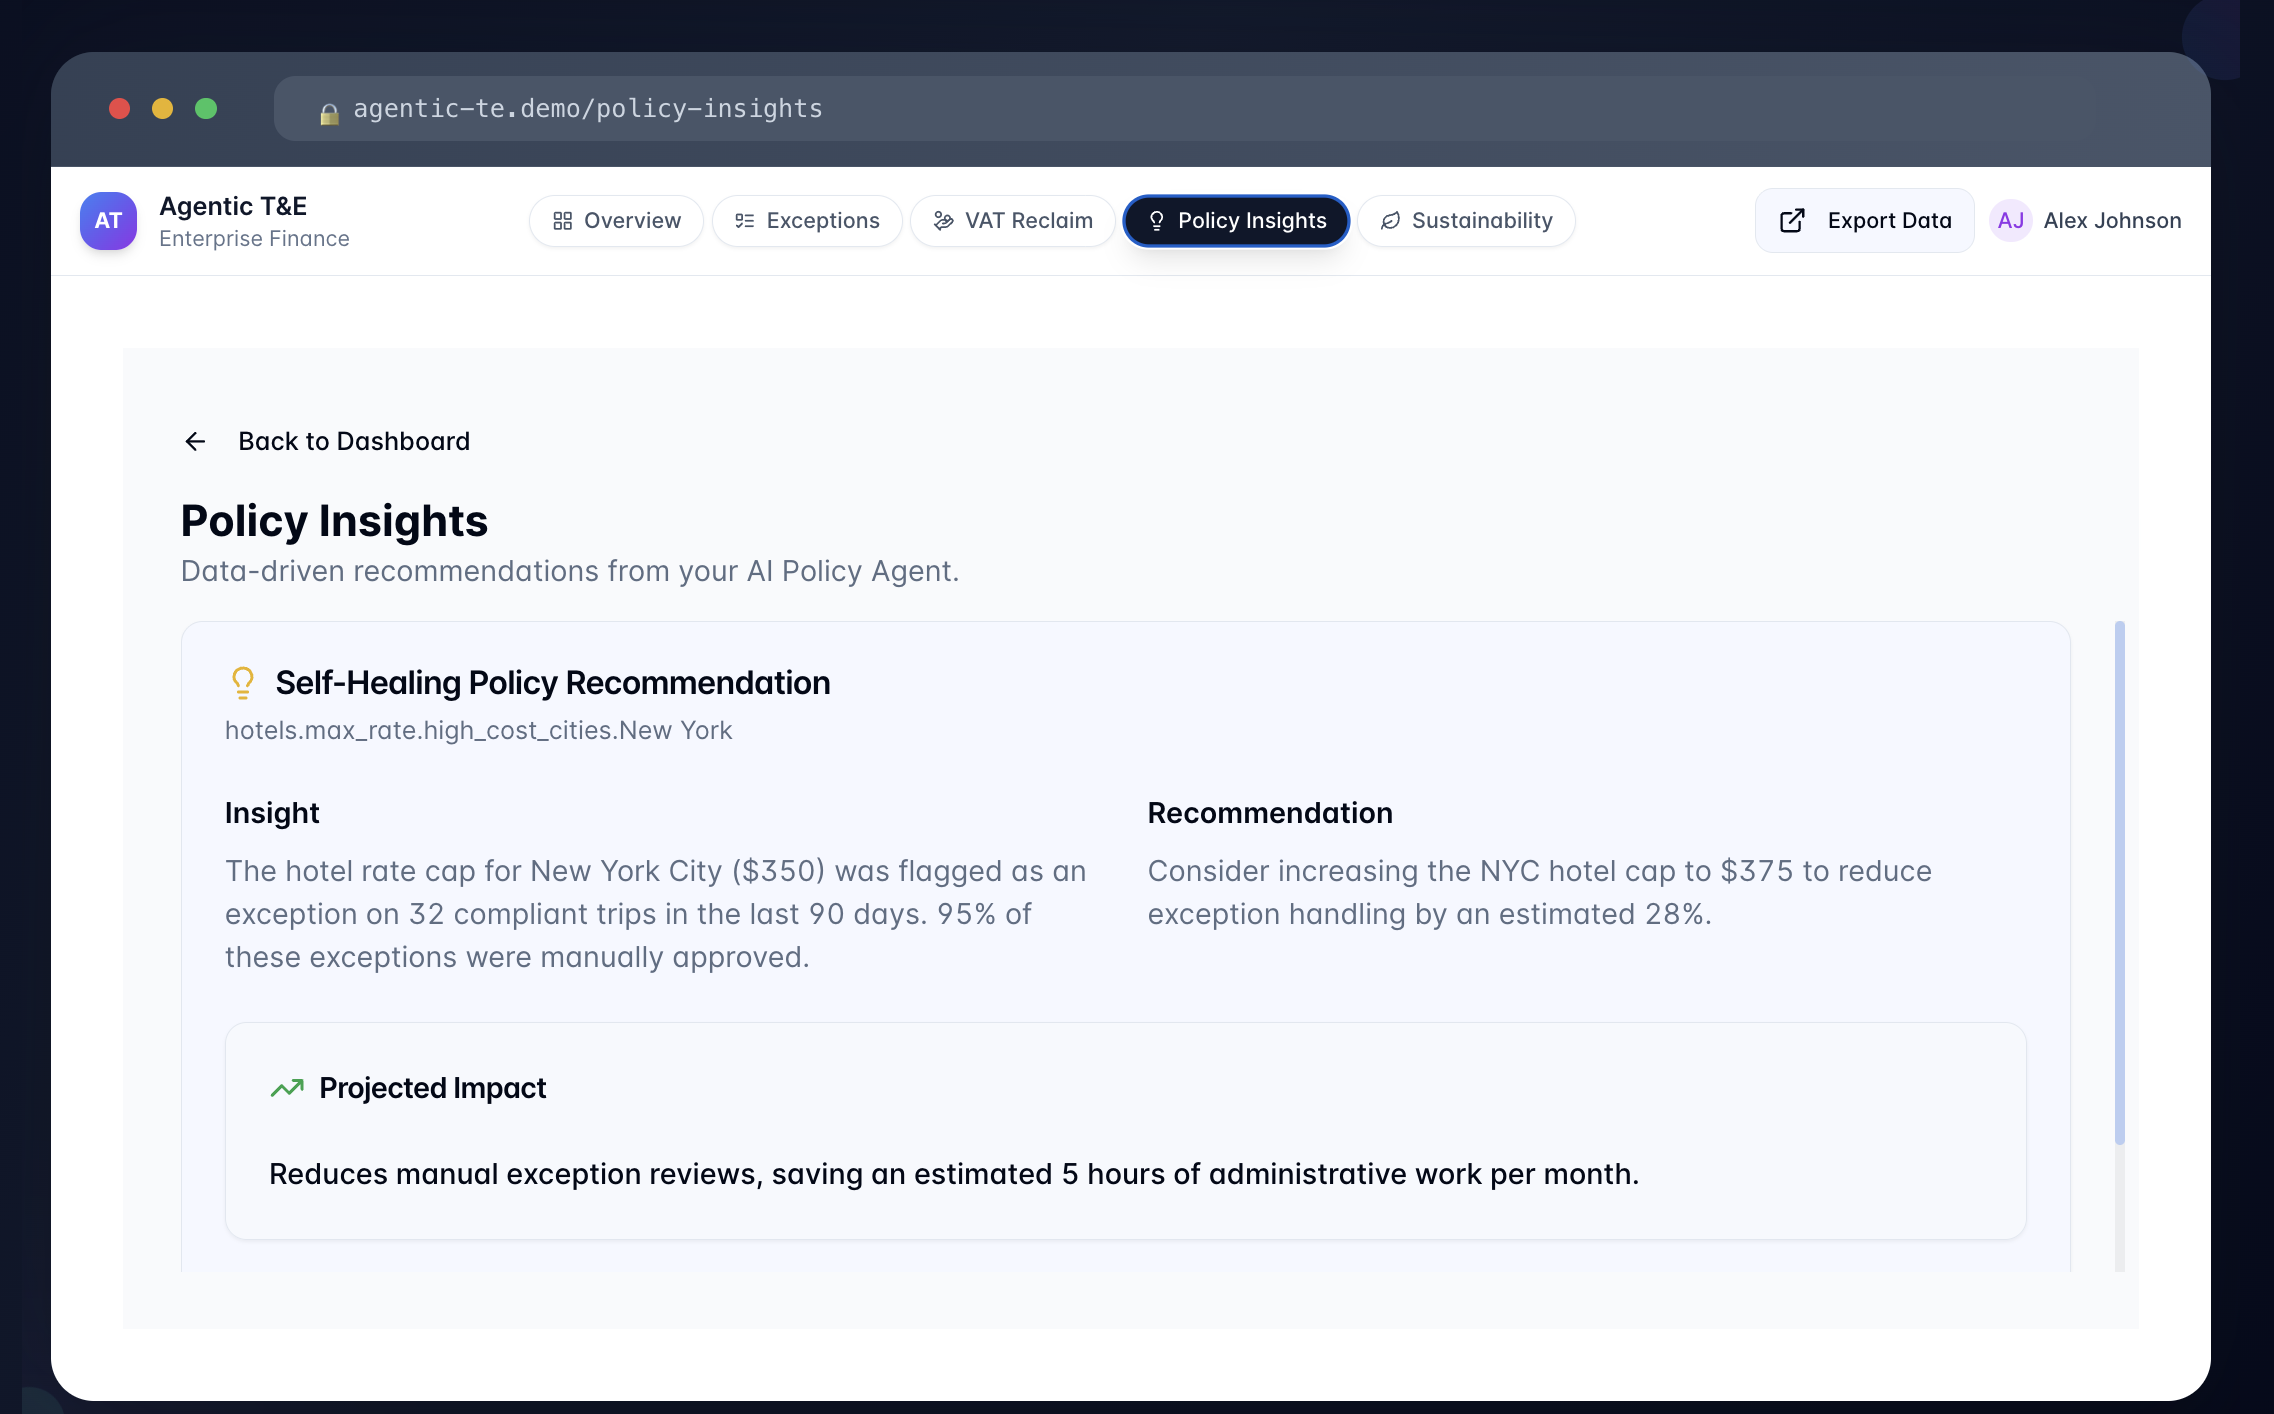 agentic-te.demo/policy-insights
AT
Agentic T&E
Enterprise Finance
Overview
Exceptions
VAT Reclaim
Policy Insights
Sustainability
Export Data
AJ
Alex Johnson
Back to Dashboard
Policy Insights
Data-driven recommendations from your AI Policy Agent.
Self-Healing Policy Recommendation
hotels.max_rate.high_cost_cities.New York
Insight
The hotel rate cap for New York City ($350) was flagged as an
exception on 32 compliant trips in the last 90 days. 95% of
these exceptions were manually approved.
Recommendation
Consider increasing the NYC hotel cap to $375 to reduce
exception handling by an estimated 28%.
Projected Impact
Reduces manual exception reviews, saving an estimated 5 hours of administrative work per month.